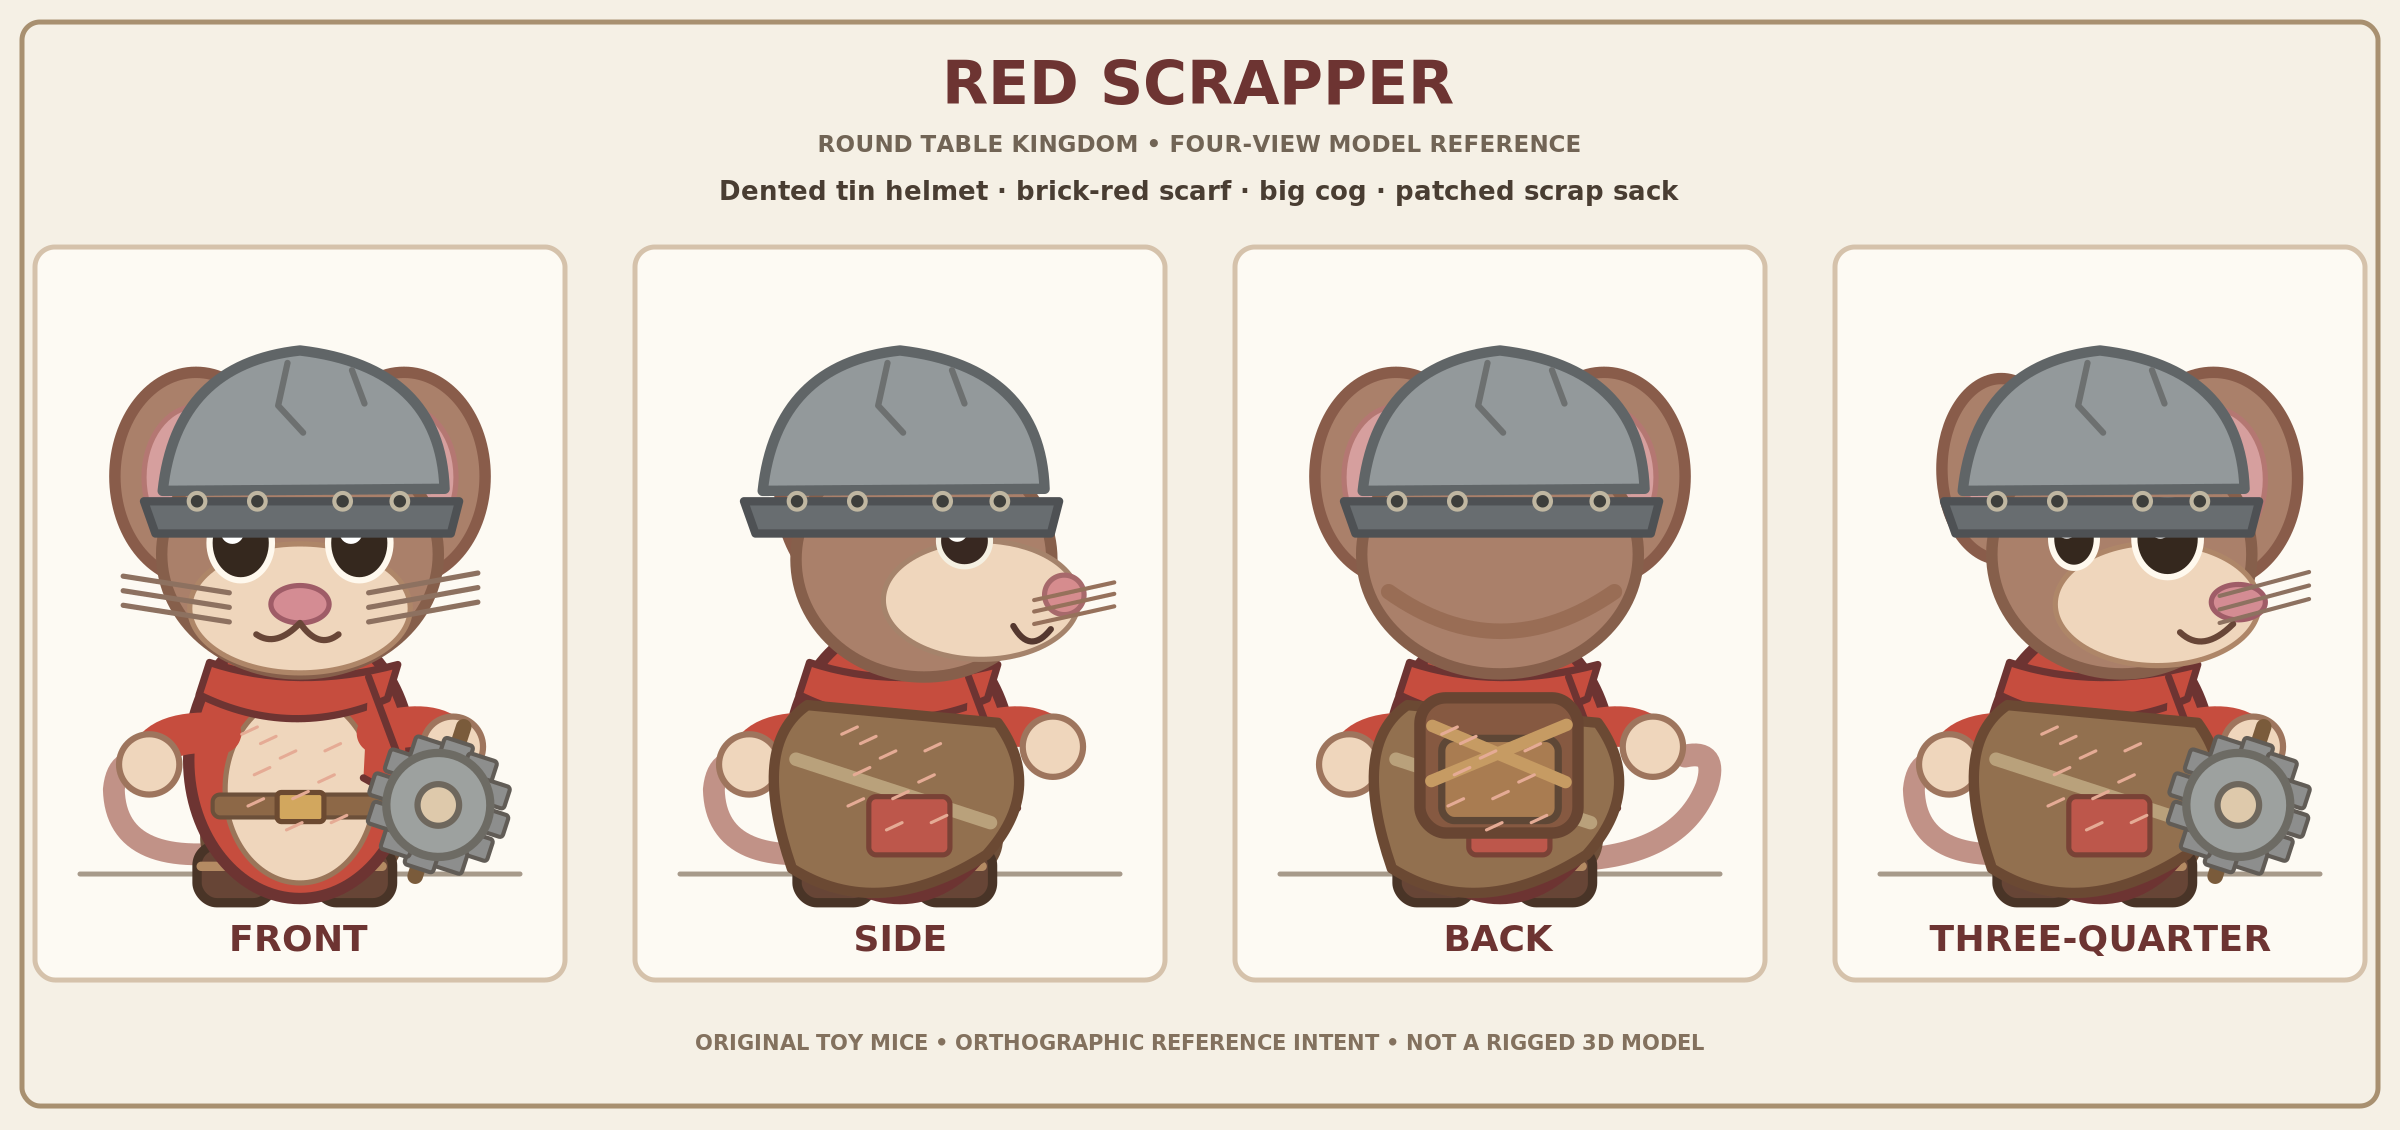 RED SCRAPPER
ROUND TABLE KINGDOM • FOUR-VIEW MODEL REFERENCE
Dented tin helmet · brick-red scarf · big cog · patched scrap sack
FRONT
SIDE
BACK
THREE-QUARTER
ORIGINAL TOY MICE • ORTHOGRAPHIC REFERENCE INTENT • NOT A RIGGED 3D MODEL